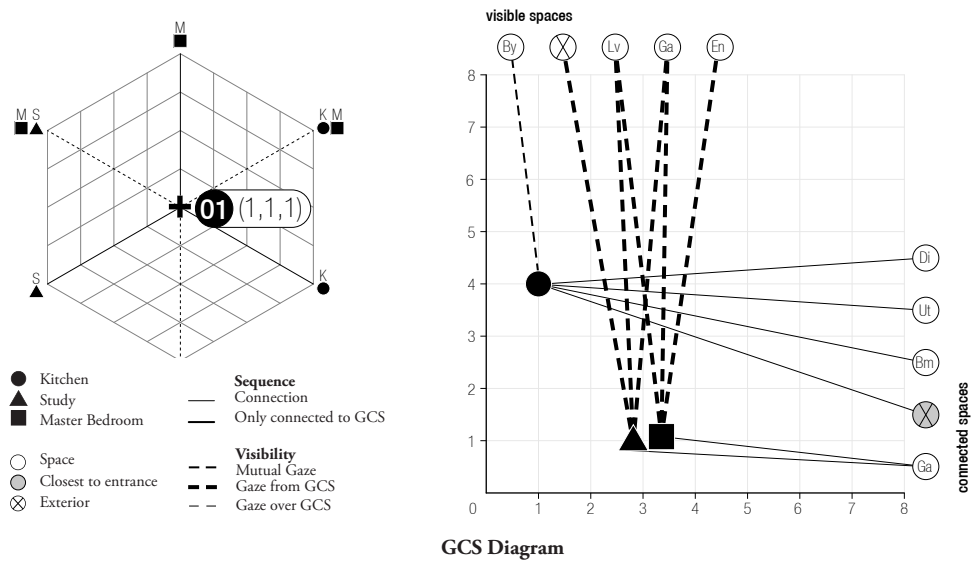 visible spaces
M
By
Lv
Ga
En
M S
K M
01 (1,1,1)
S
K
8
7
6
5
4
3
2
1
Di
Ut
Bm
Ga
connected spaces
0 1 2 3 4 5 6 7 8
Kitchen
Study
Master Bedroom
Space
Closest to entrance
Exterior
Sequence
Connection
Only connected to GCS
Visibility
Mutual Gaze
Gaze from GCS
Gaze over GCS
GCS Diagram